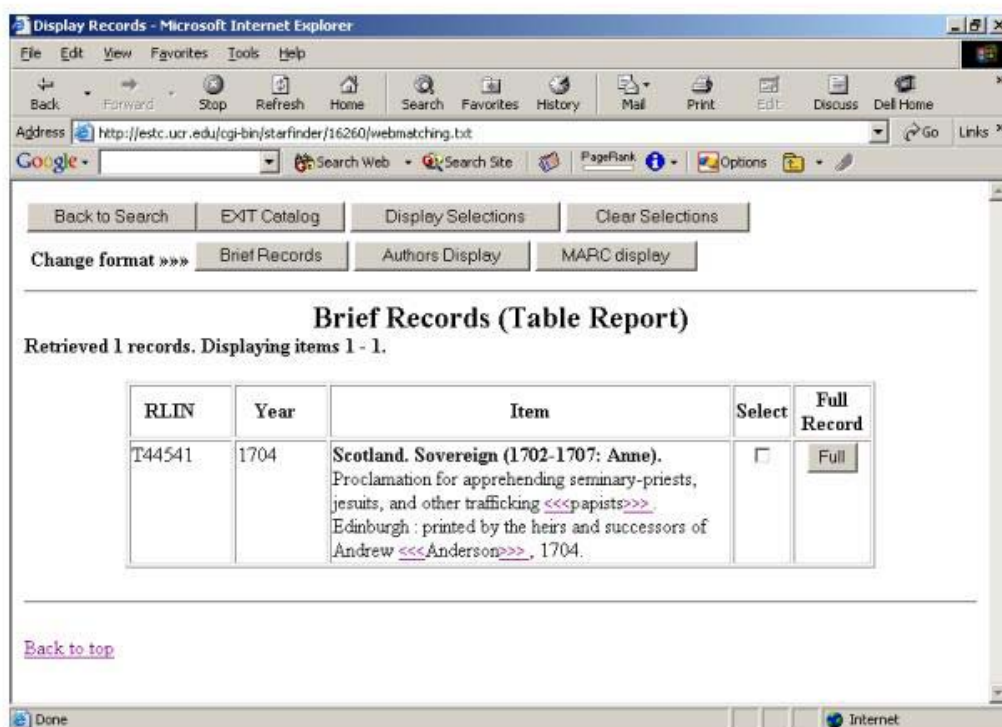 Display Records - Microsoft Internet Explorer
File Edit View Favorites Tools Help
Back Forward Stop Refresh Home Search Favorites History Mail Print Edit Discuss Dell Home
Address http://estc.ucr.edu/cgi-bin/starfinder/16260/webmatching.txt Go Links »
Google Search Web Search Site PageRank Options
Back to Search EXIT Catalog Display Selections Clear Selections
Change format »»» Brief Records Authors Display MARC display
Brief Records (Table Report)
Retrieved 1 records. Displaying items 1 - 1.
RLIN Year Item Select Full Record
T44541 1704 Scotland. Sovereign (1702-1707: Anne). Full
Proclamation for apprehending seminary-priests,
jesuits, and other trafficking <<<papists>>> .
Edinburgh : printed by the heirs and successors of
Andrew <<<Anderson>>> , 1704.
Back to top
Done Internet